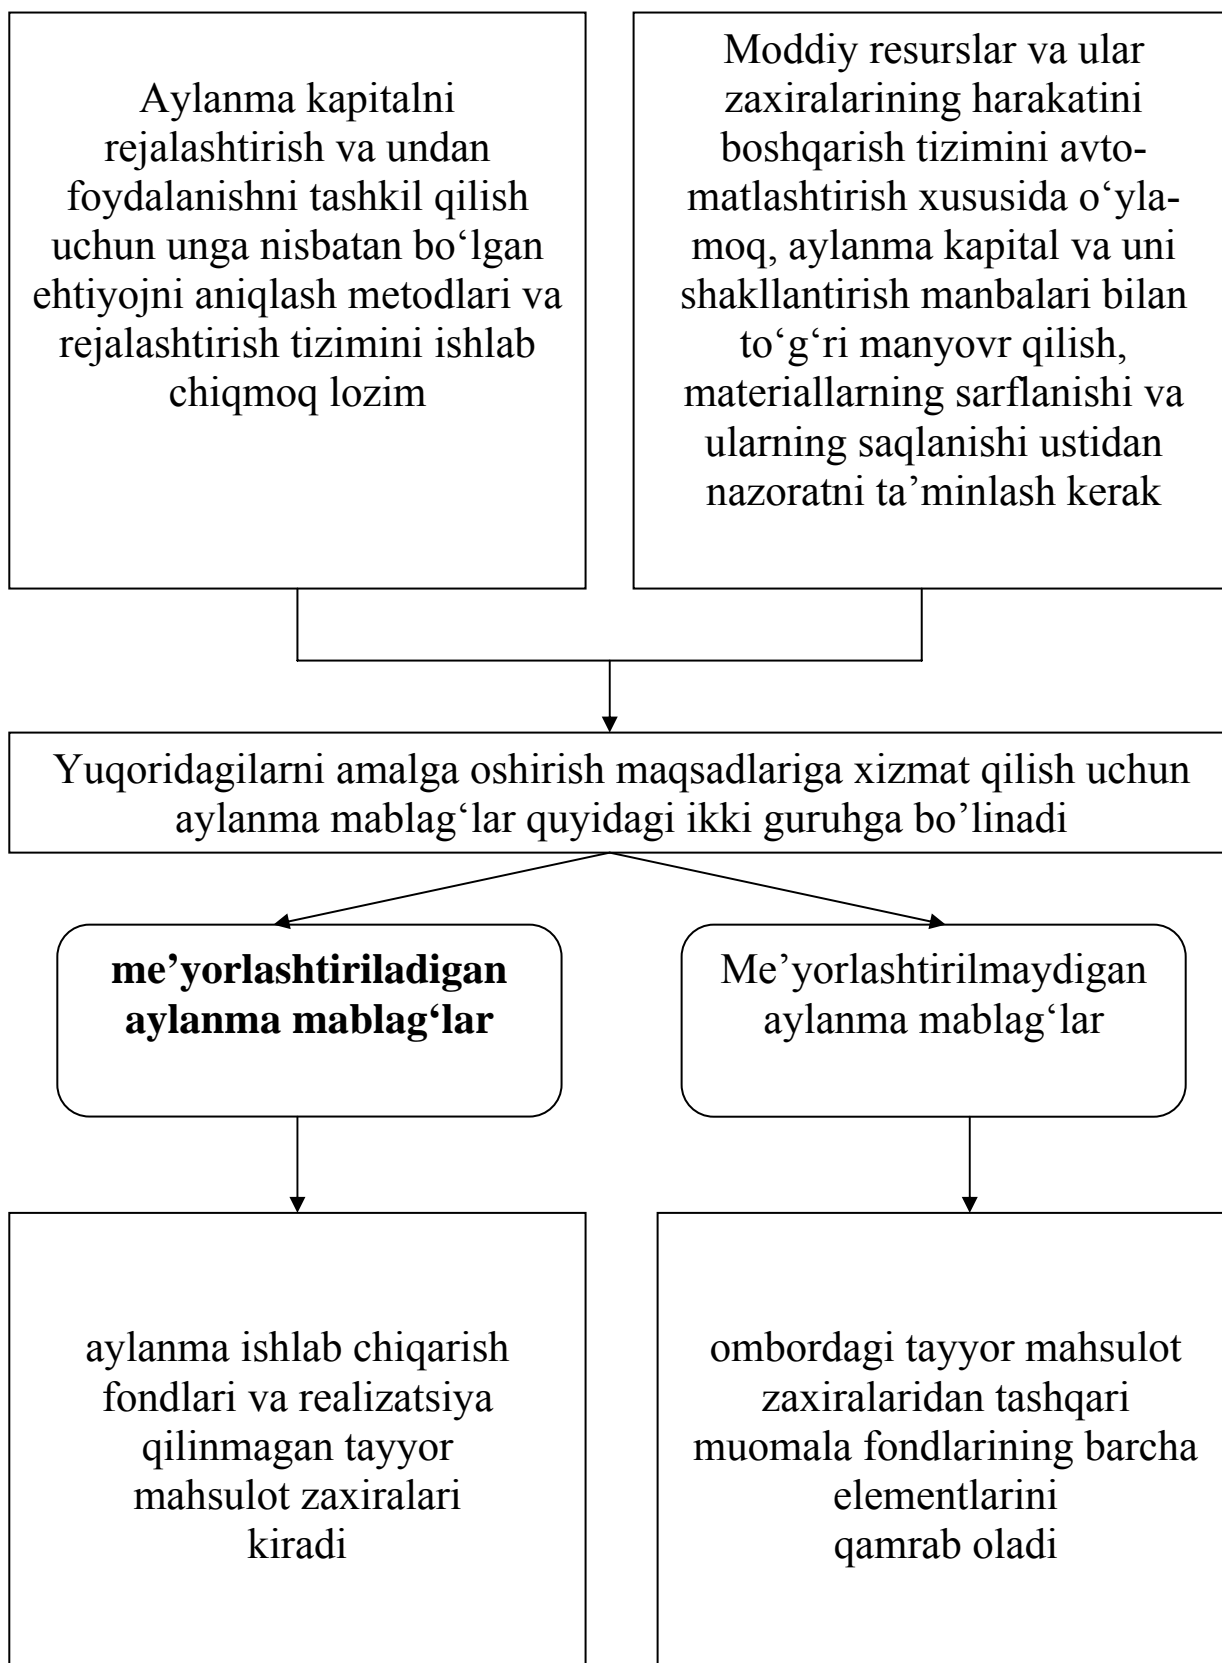 Aylanma kapitalni
rejalashtirish va undan
foydalanishni tashkil qilish
uchun unga nisbatan bo‘lgan
ehtiyojni aniqlash metodlari va
rejalashtirish tizimini ishlab
chiqmoq lozim
Moddiy resurslar va ular
zaxiralarining harakatini
boshqarish tizimini avto-
matlashtirish xususida o‘yla-
moq, aylanma kapital va uni
shakllantirish manbalari bilan
to‘g‘ri manyovr qilish,
materiallarning sarflanishi va
ularning saqlanishi ustidan
nazoratni ta’minlash kerak
Yuqoridagilarni amalga oshirish maqsadlariga xizmat qilish uchun
aylanma mablag‘lar quyidagi ikki guruhga bo’linadi
me’yorlashtiriladigan
aylanma mablag‘lar
Me’yorlashtirilmaydigan
aylanma mablag‘lar
aylanma ishlab chiqarish
fondlari va realizatsiya
qilinmagan tayyor
mahsulot zaxiralari
kiradi
ombordagi tayyor mahsulot
zaxiralaridan tashqari
muomala fondlarining barcha
elementlarini
qamrab oladi